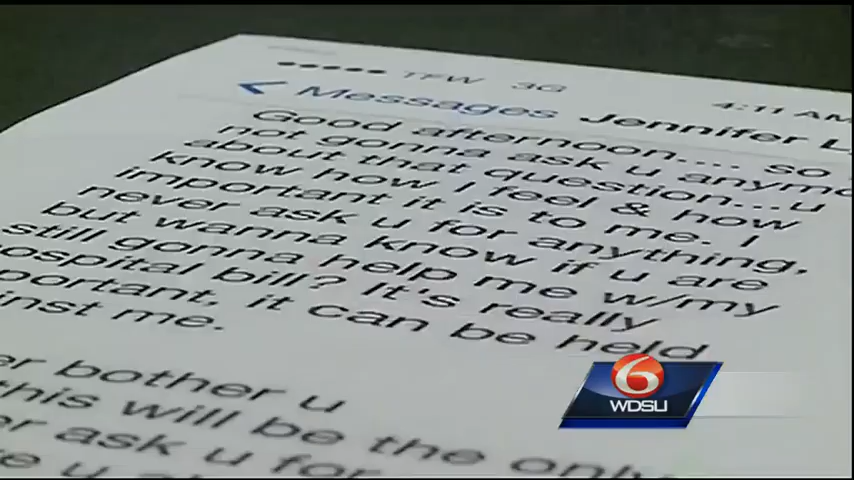 TFW 3G 4:11 AM
Messages Jennifer L
Good afternoon.... so
not gonna ask u anymo
about that question...u
know how I feel & how
important it is to me. I
never ask u for anything,
but wanna know if u are
still gonna help me w/my
ospital bill? It's really
portant, it can be held
inst me.
er bother u
this will be the only
er ask u for
u
6
WDSU